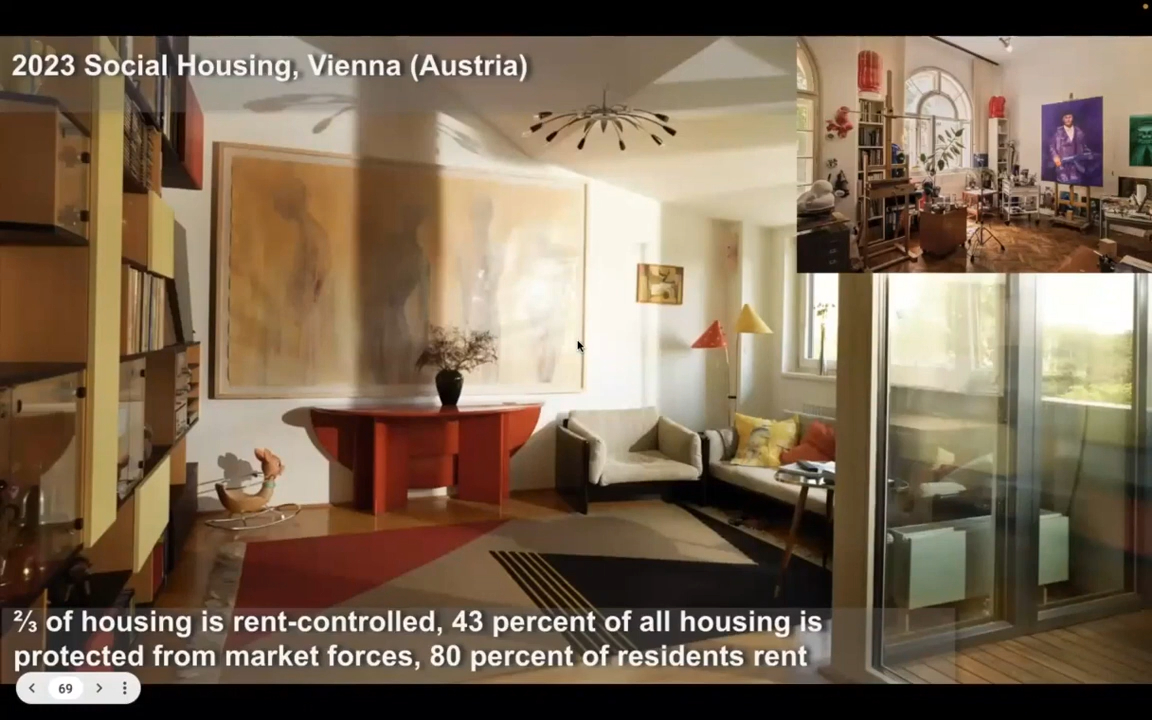 2023 Social Housing, Vienna (Austria)
⅔ of housing is rent-controlled, 43 percent of all housing is
protected from market forces, 80 percent of residents rent
69